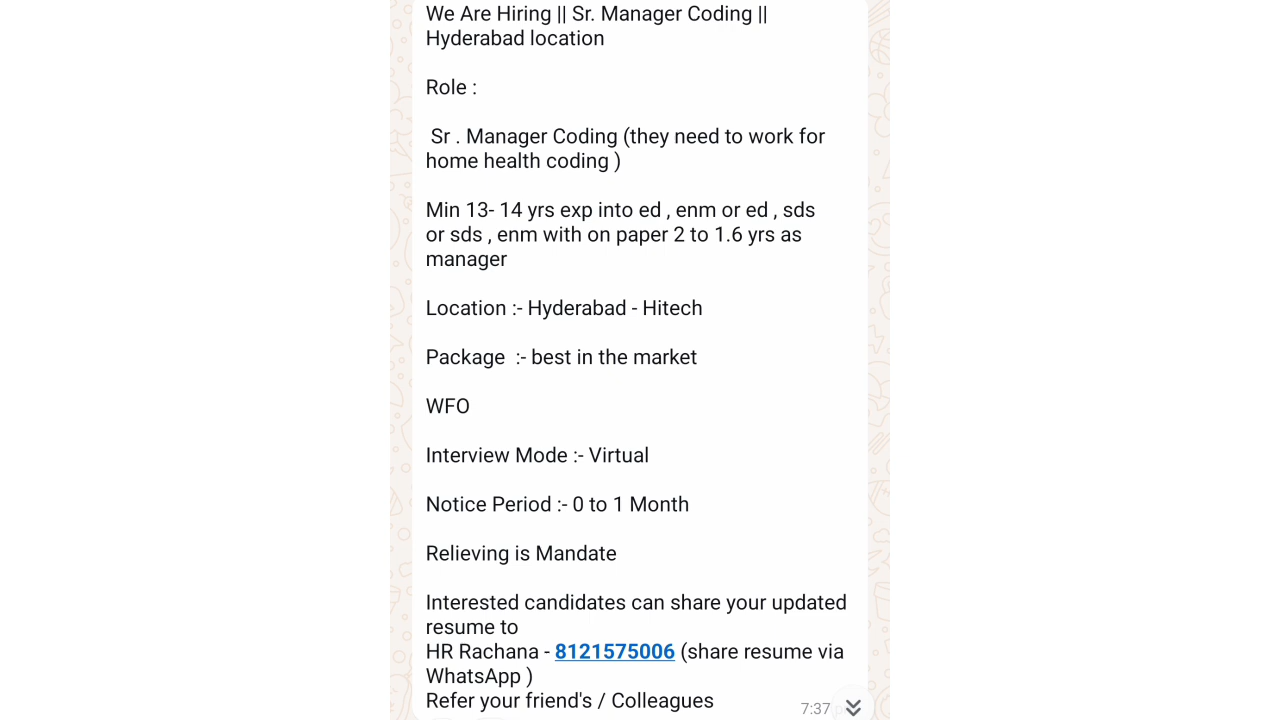 We Are Hiring || Sr. Manager Coding ||
Hyderabad location
Role :
Sr . Manager Coding (they need to work for
home health coding )
Min 13- 14 yrs exp into ed , enm or ed , sds
or sds , enm with on paper 2 to 1.6 yrs as
manager
Location :- Hyderabad - Hitech
Package  :- best in the market
WFO
Interview Mode :- Virtual
Notice Period :- 0 to 1 Month
Relieving is Mandate
Interested candidates can share your updated
resume to
HR Rachana - 8121575006 (share resume via
WhatsApp )
Refer your friend's / Colleagues
7:37